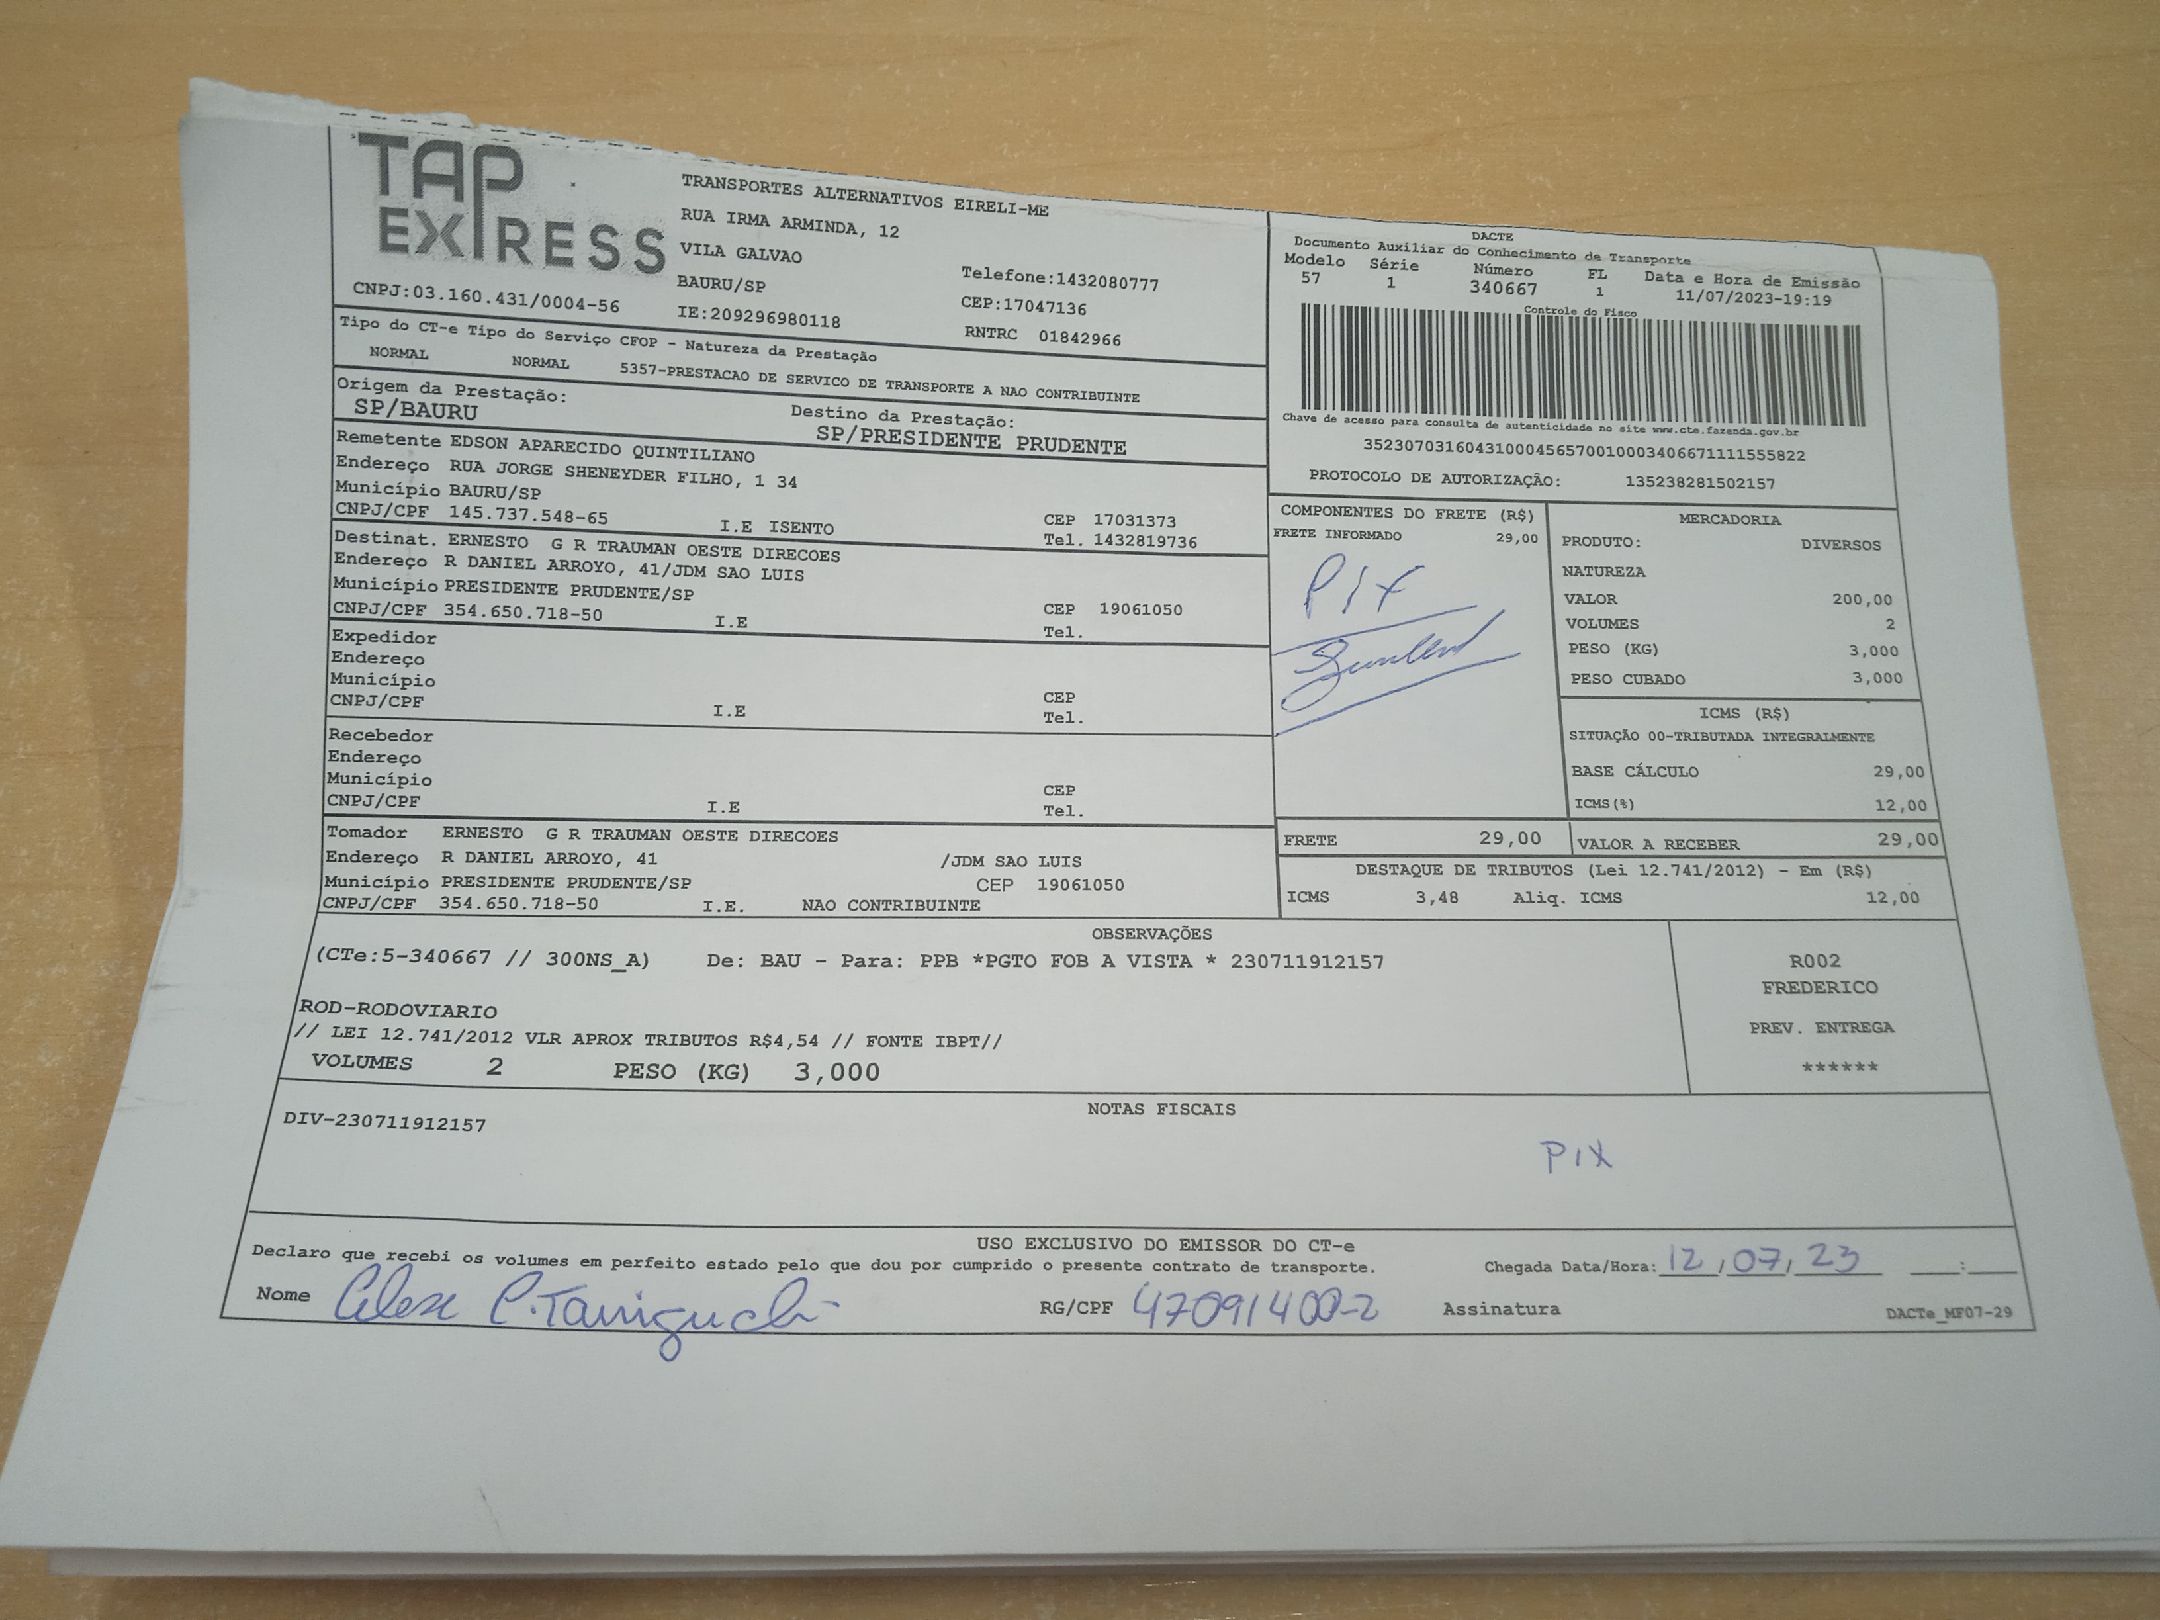 TAP
EXPRESS
CNPJ:03.160.431/0004-56
TRANSPORTES ALTERNATIVOS EIRELI-ME
RUA IRMA ARMINDA, 12
VILA GALVAO
BAURU/SP Telefone:1432080777
IE:209296980118 CEP:17047136
RNTRC 01842966
DACTE
Documento Auxiliar do Conhecimento de Transporte
Modelo Série Número FL Data e Hora de Emissão
57 1 340667 1 11/07/2023-19:19
Controle do Fisco
Chave de acesso para consulta de autenticidade no site www.cte.fazenda.gov.br
35230703160431000456570010003406671111555822
PROTOCOLO DE AUTORIZAÇÃO: 135238281502157
Tipo do CT-e Tipo do Serviço CFOP - Natureza da Prestação
NORMAL NORMAL 5357-PRESTACAO DE SERVICO DE TRANSPORTE A NAO CONTRIBUINTE
Origem da Prestação: Destino da Prestação:
SP/BAURU SP/PRESIDENTE PRUDENTE
Remetente EDSON APARECIDO QUINTILIANO
Endereço RUA JORGE SHENEYDER FILHO, 1 34
Município BAURU/SP CEP 17031373
CNPJ/CPF 145.737.548-65 I.E ISENTO Tel. 1432819736
Destinat. ERNESTO G R TRAUMAN OESTE DIRECOES
Endereço R DANIEL ARROYO, 41/JDM SAO LUIS
Município PRESIDENTE PRUDENTE/SP CEP 19061050
CNPJ/CPF 354.650.718-50 I.E Tel.
Expedidor
Endereço
Município CEP
CNPJ/CPF I.E Tel.
Recebedor
Endereço
Município CEP
CNPJ/CPF I.E Tel.
Tomador ERNESTO G R TRAUMAN OESTE DIRECOES
Endereço R DANIEL ARROYO, 41 /JDM SAO LUIS
Município PRESIDENTE PRUDENTE/SP CEP 19061050
CNPJ/CPF 354.650.718-50 I.E. NAO CONTRIBUINTE
COMPONENTES DO FRETE (R$)
FRETE INFORMADO 29,00
PIX
MERCADORIA
PRODUTO: DIVERSOS
NATUREZA
VALOR 200,00
VOLUMES 2
PESO (KG) 3,000
PESO CUBADO 3,000
ICMS (R$)
SITUAÇÃO 00-TRIBUTADA INTEGRALMENTE
BASE CÁLCULO 29,00
ICMS(%) 12,00
FRETE 29,00 VALOR A RECEBER 29,00
DESTAQUE DE TRIBUTOS (Lei 12.741/2012) - Em (R$)
ICMS 3,48 Aliq. ICMS 12,00
OBSERVAÇÕES
(CTe:5-340667 // 300NS_A) De: BAU - Para: PPB *PGTO FOB A VISTA * 230711912157
ROD-RODOVIARIO
// LEI 12.741/2012 VLR APROX TRIBUTOS R$4,54 // FONTE IBPT//
VOLUMES 2 PESO (KG) 3,000
R002
FREDERICO
PREV. ENTREGA
******
NOTAS FISCAIS
DIV-230711912157
PIX
USO EXCLUSIVO DO EMISSOR DO CT-e
Declaro que recebi os volumes em perfeito estado pelo que dou por cumprido o presente contrato de transporte. Chegada Data/Hora: 12/07/23 __:__
Nome Alex C. Taniguchi RG/CPF 47091400-2 Assinatura DACTe_MF07-29